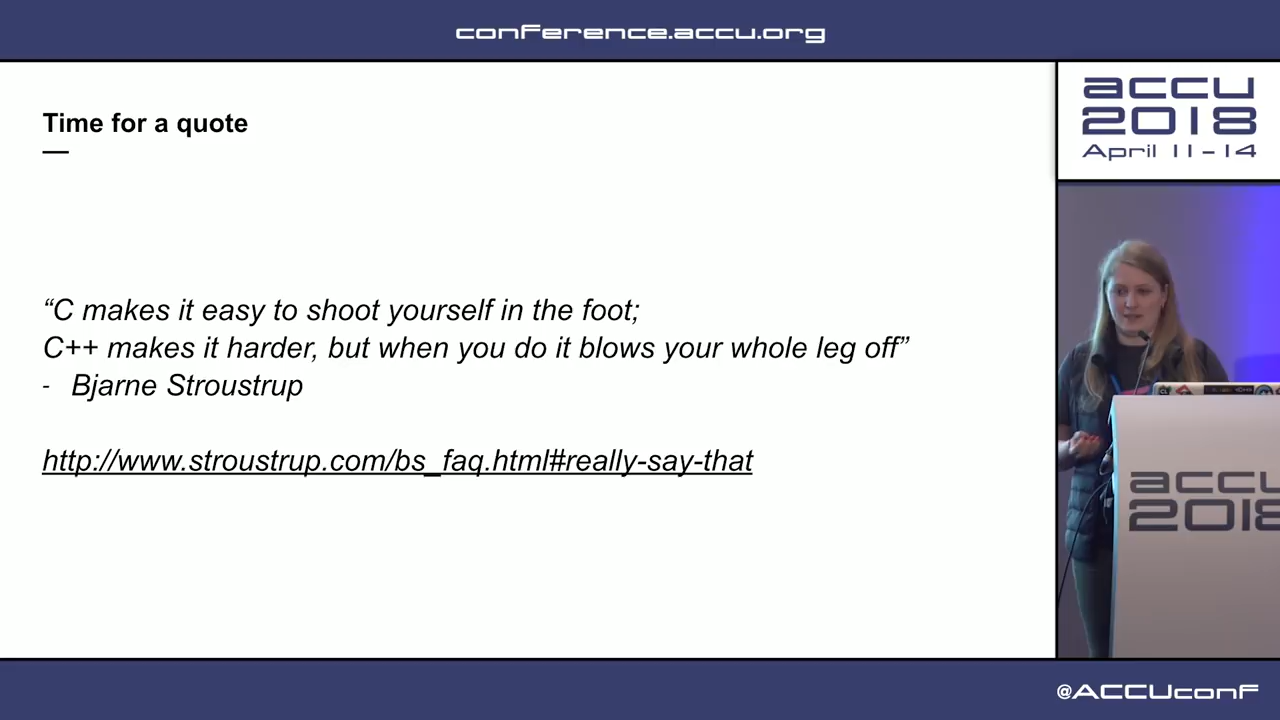 conference.accu.org
Time for a quote
“C makes it easy to shoot yourself in the foot;
C++ makes it harder, but when you do it blows your whole leg off”
- Bjarne Stroustrup
http://www.stroustrup.com/bs_faq.html#really-say-that
accu
2018
April 11-14
accu
2018
@ACCUconf